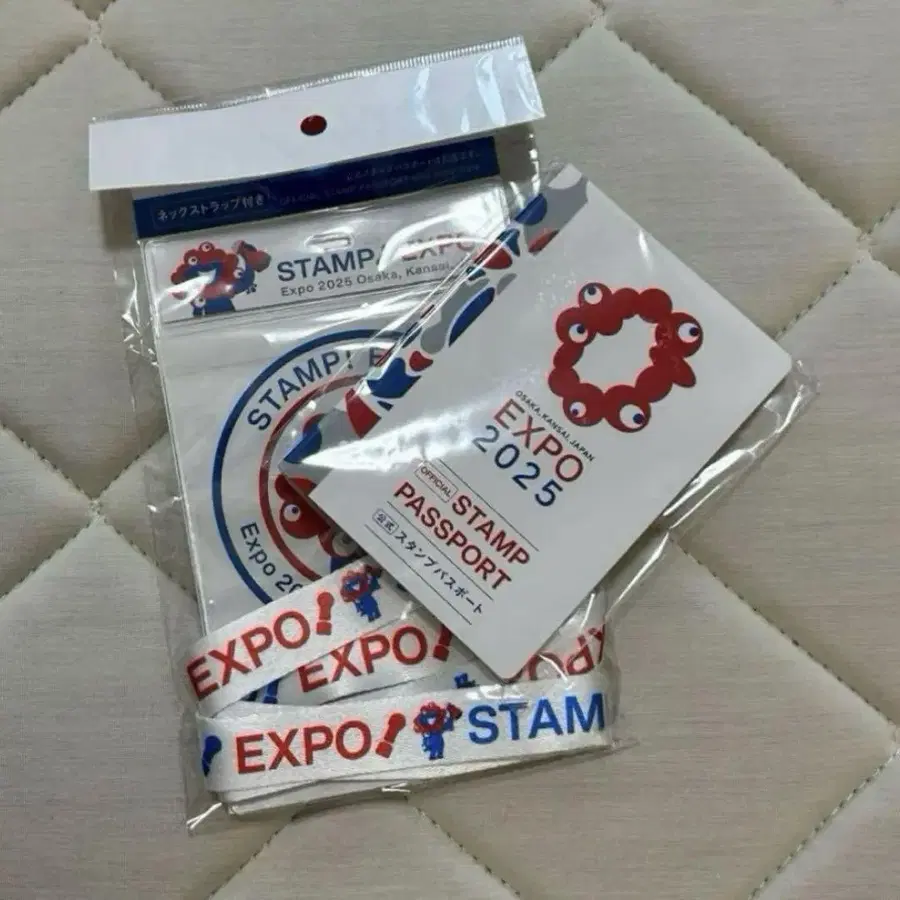 ネックストラップ付き
STAMP! EXPO
Expo 2025 Osaka, Kansai,
STAMP! E
Expo 20
OSAKA, KANSAI, JAPAN
EXPO
2025
OFFICIAL
STAMP
PASSPORT
公式 スタンプパスポート
EXPO!
EXPO!
XPO!
EXPO! STAM